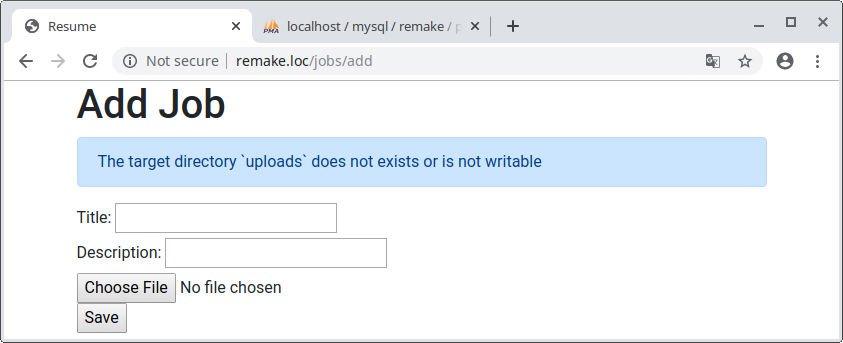 Resume
PMA localhost / mysql / remake / p
Not secure | remake.loc/jobs/add
Add Job
The target directory `uploads` does not exists or is not writable
Title:
Description:
Choose File No file chosen
Save